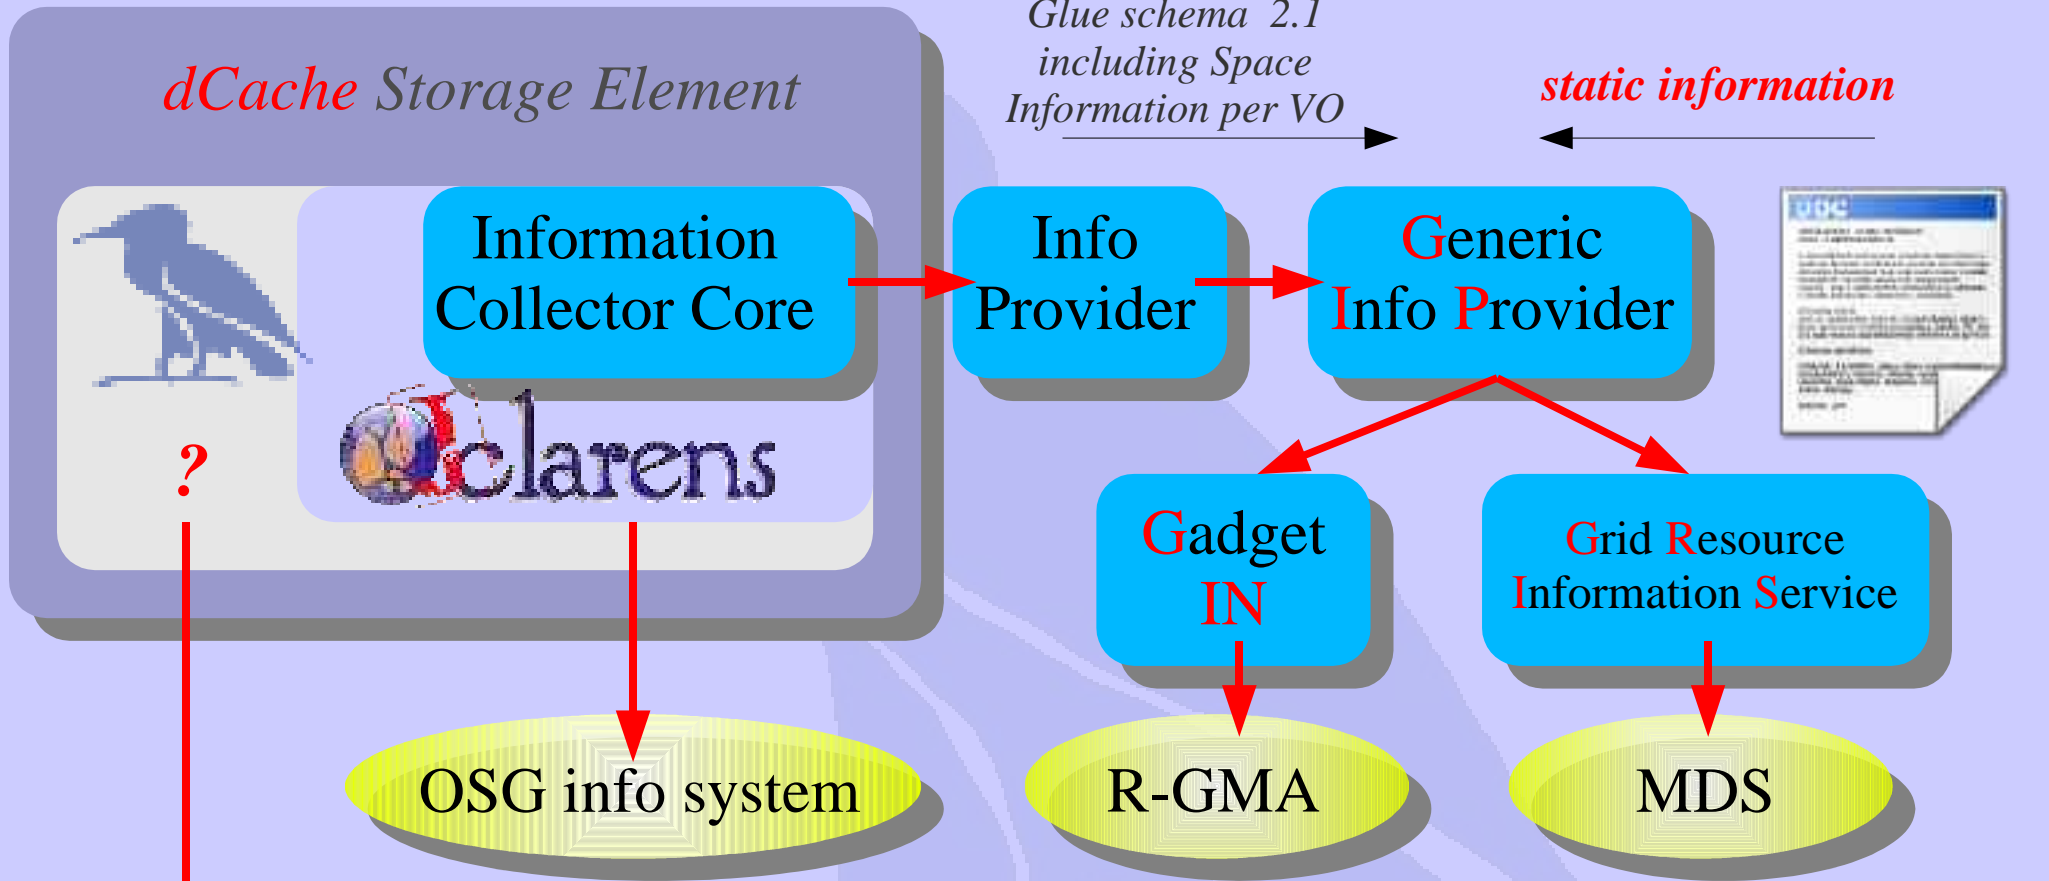 Glue schema 2.1
including Space
Information per VO
dCache Storage Element
static information
Information
Collector Core
Info
Provider
Generic
Info Provider
clarens
?
Gadget
IN
Grid Resource
Information Service
OSG info system
R-GMA
MDS